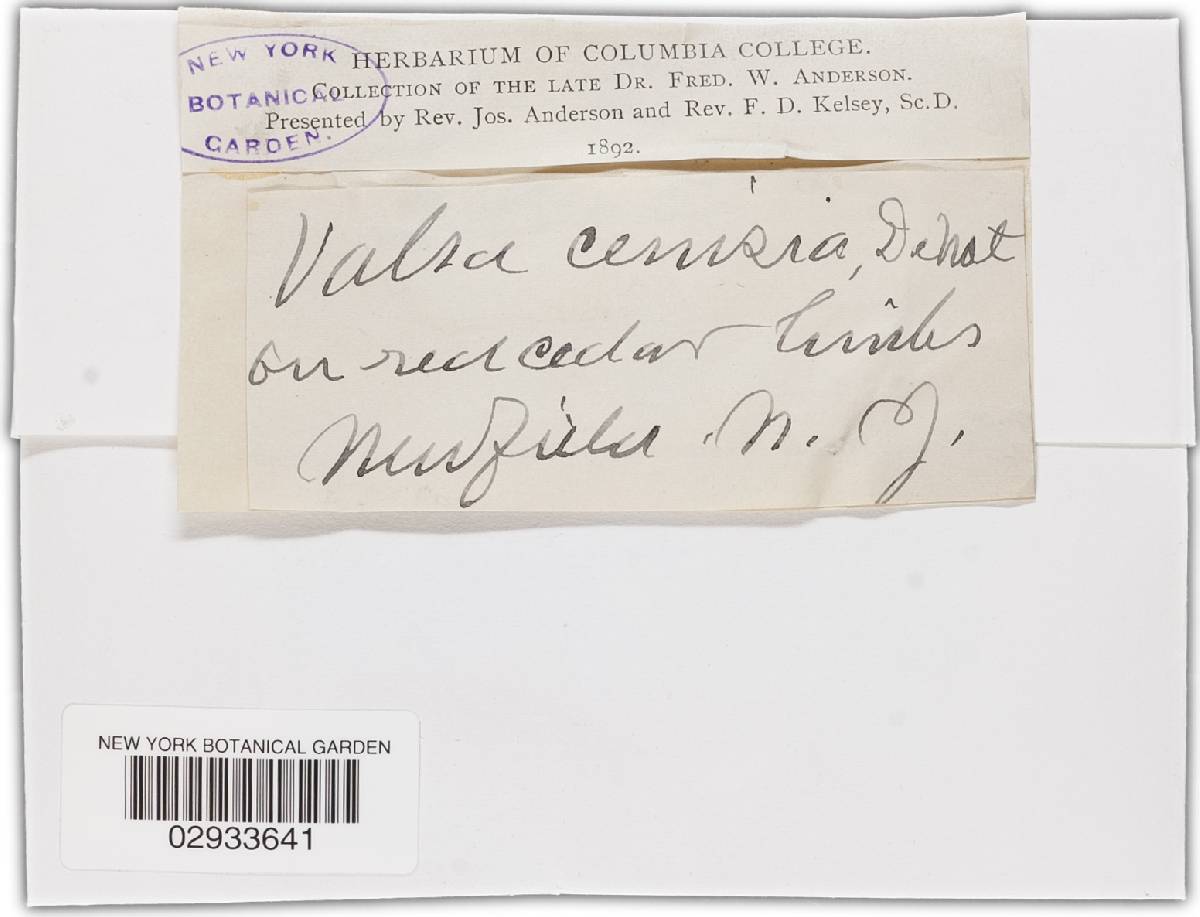 NEW YORK
BOTANICAL
GARDEN.
HERBARIUM OF COLUMBIA COLLEGE.
COLLECTION OF THE LATE DR. FRED. W. ANDERSON.
Presented by Rev. Jos. Anderson and Rev. F. D. Kelsey, Sc.D.
1892.
Valsa cenisia, DeNot
on red cedar limbs
Newfield. N. J.
NEW YORK BOTANICAL GARDEN
02933641